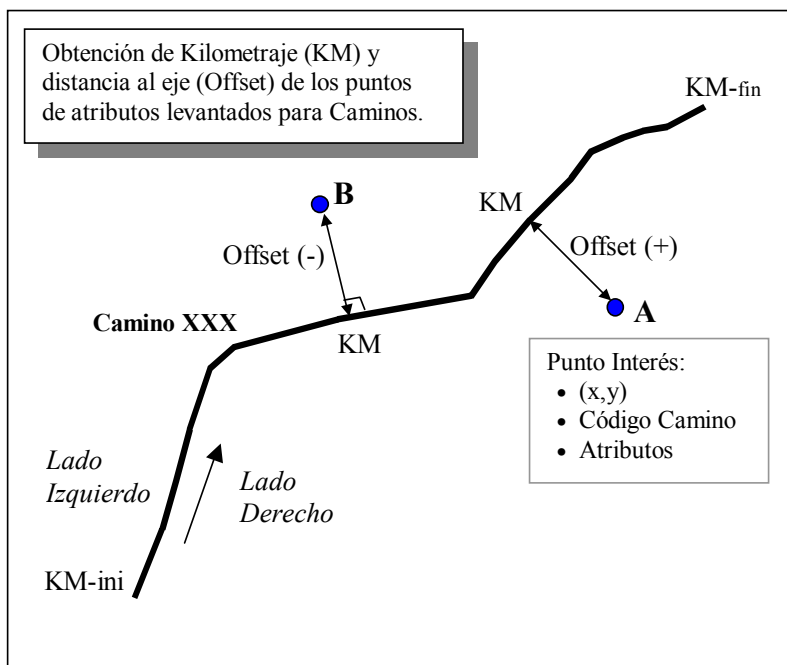 Obtención de Kilometraje (KM) y
distancia al eje (Offset) de los puntos
de atributos levantados para Caminos.
KM-fin
B
KM
Offset (-)
Offset (+)
A
Camino XXX
KM
Punto Interés:
• (x,y)
• Código Camino
• Atributos
Lado
Izquierdo
Lado
Derecho
KM-ini